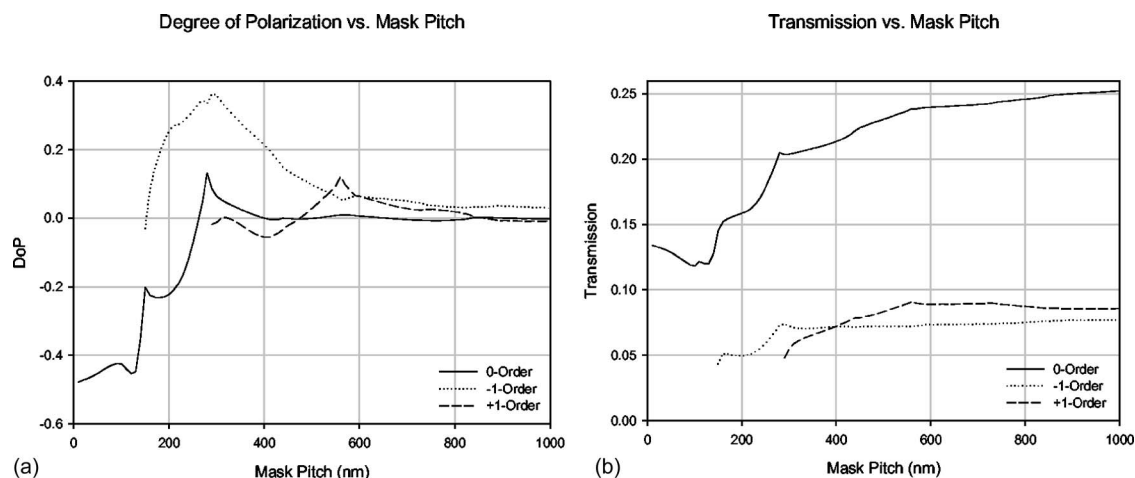 Degree of Polarization vs. Mask Pitch
0.4
0.2
0.0
-0.2
-0.4
-0.6
DoP
0-Order
-1-Order
+1-Order
0 200 400 600 800 1000
Mask Pitch (nm)
(a)
Transmission vs. Mask Pitch
0.25
0.20
0.15
0.10
0.05
0.00
Transmission
0-Order
-1-Order
+1-Order
0 200 400 600 800 1000
Mask Pitch (nm)
(b)